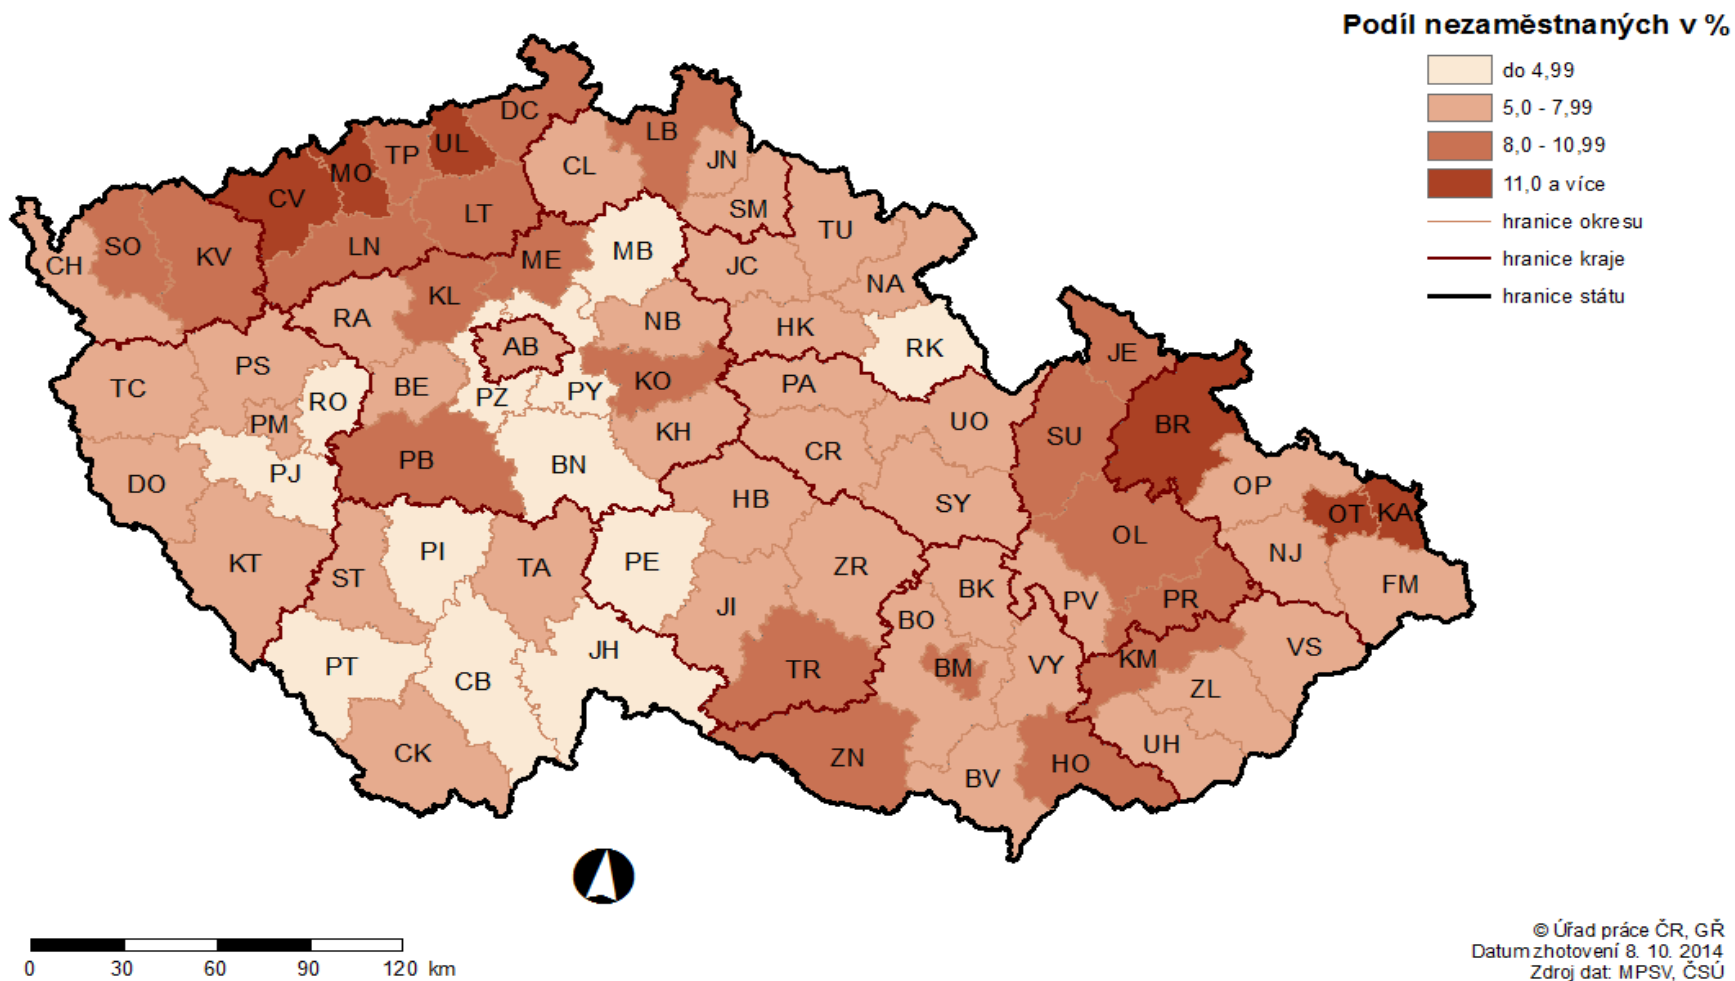 Podíl nezaměstnaných v %
do 4,99
5,0 - 7,99
8,0 - 10,99
11,0 a více
hranice okresu
hranice kraje
hranice státu
DC
LB
UL
TP
CL
JN
MO
CV
LT
SM
TU
SO
KV
LN
ME
MB
CH
JC
NA
KL
RA
NB
HK
AB
RK
PS
TC
BE
PZ
PY
KO
PA
JE
RO
PM
KH
UO
SU
BR
PB
BN
CR
PJ
DO
HB
SY
OP
OT
KA
PI
PE
OL
NJ
KT
ST
TA
ZR
BK
FM
JI
BO
PV
PR
PT
JH
TR
BM
VY
KM
VS
CB
ZL
CK
ZN
BV
HO
UH
0 30 60 90 120 km
© Úřad práce ČR, GŘ
Datum zhotovení 8. 10. 2014
Zdroj dat: MPSV, ČSÚ